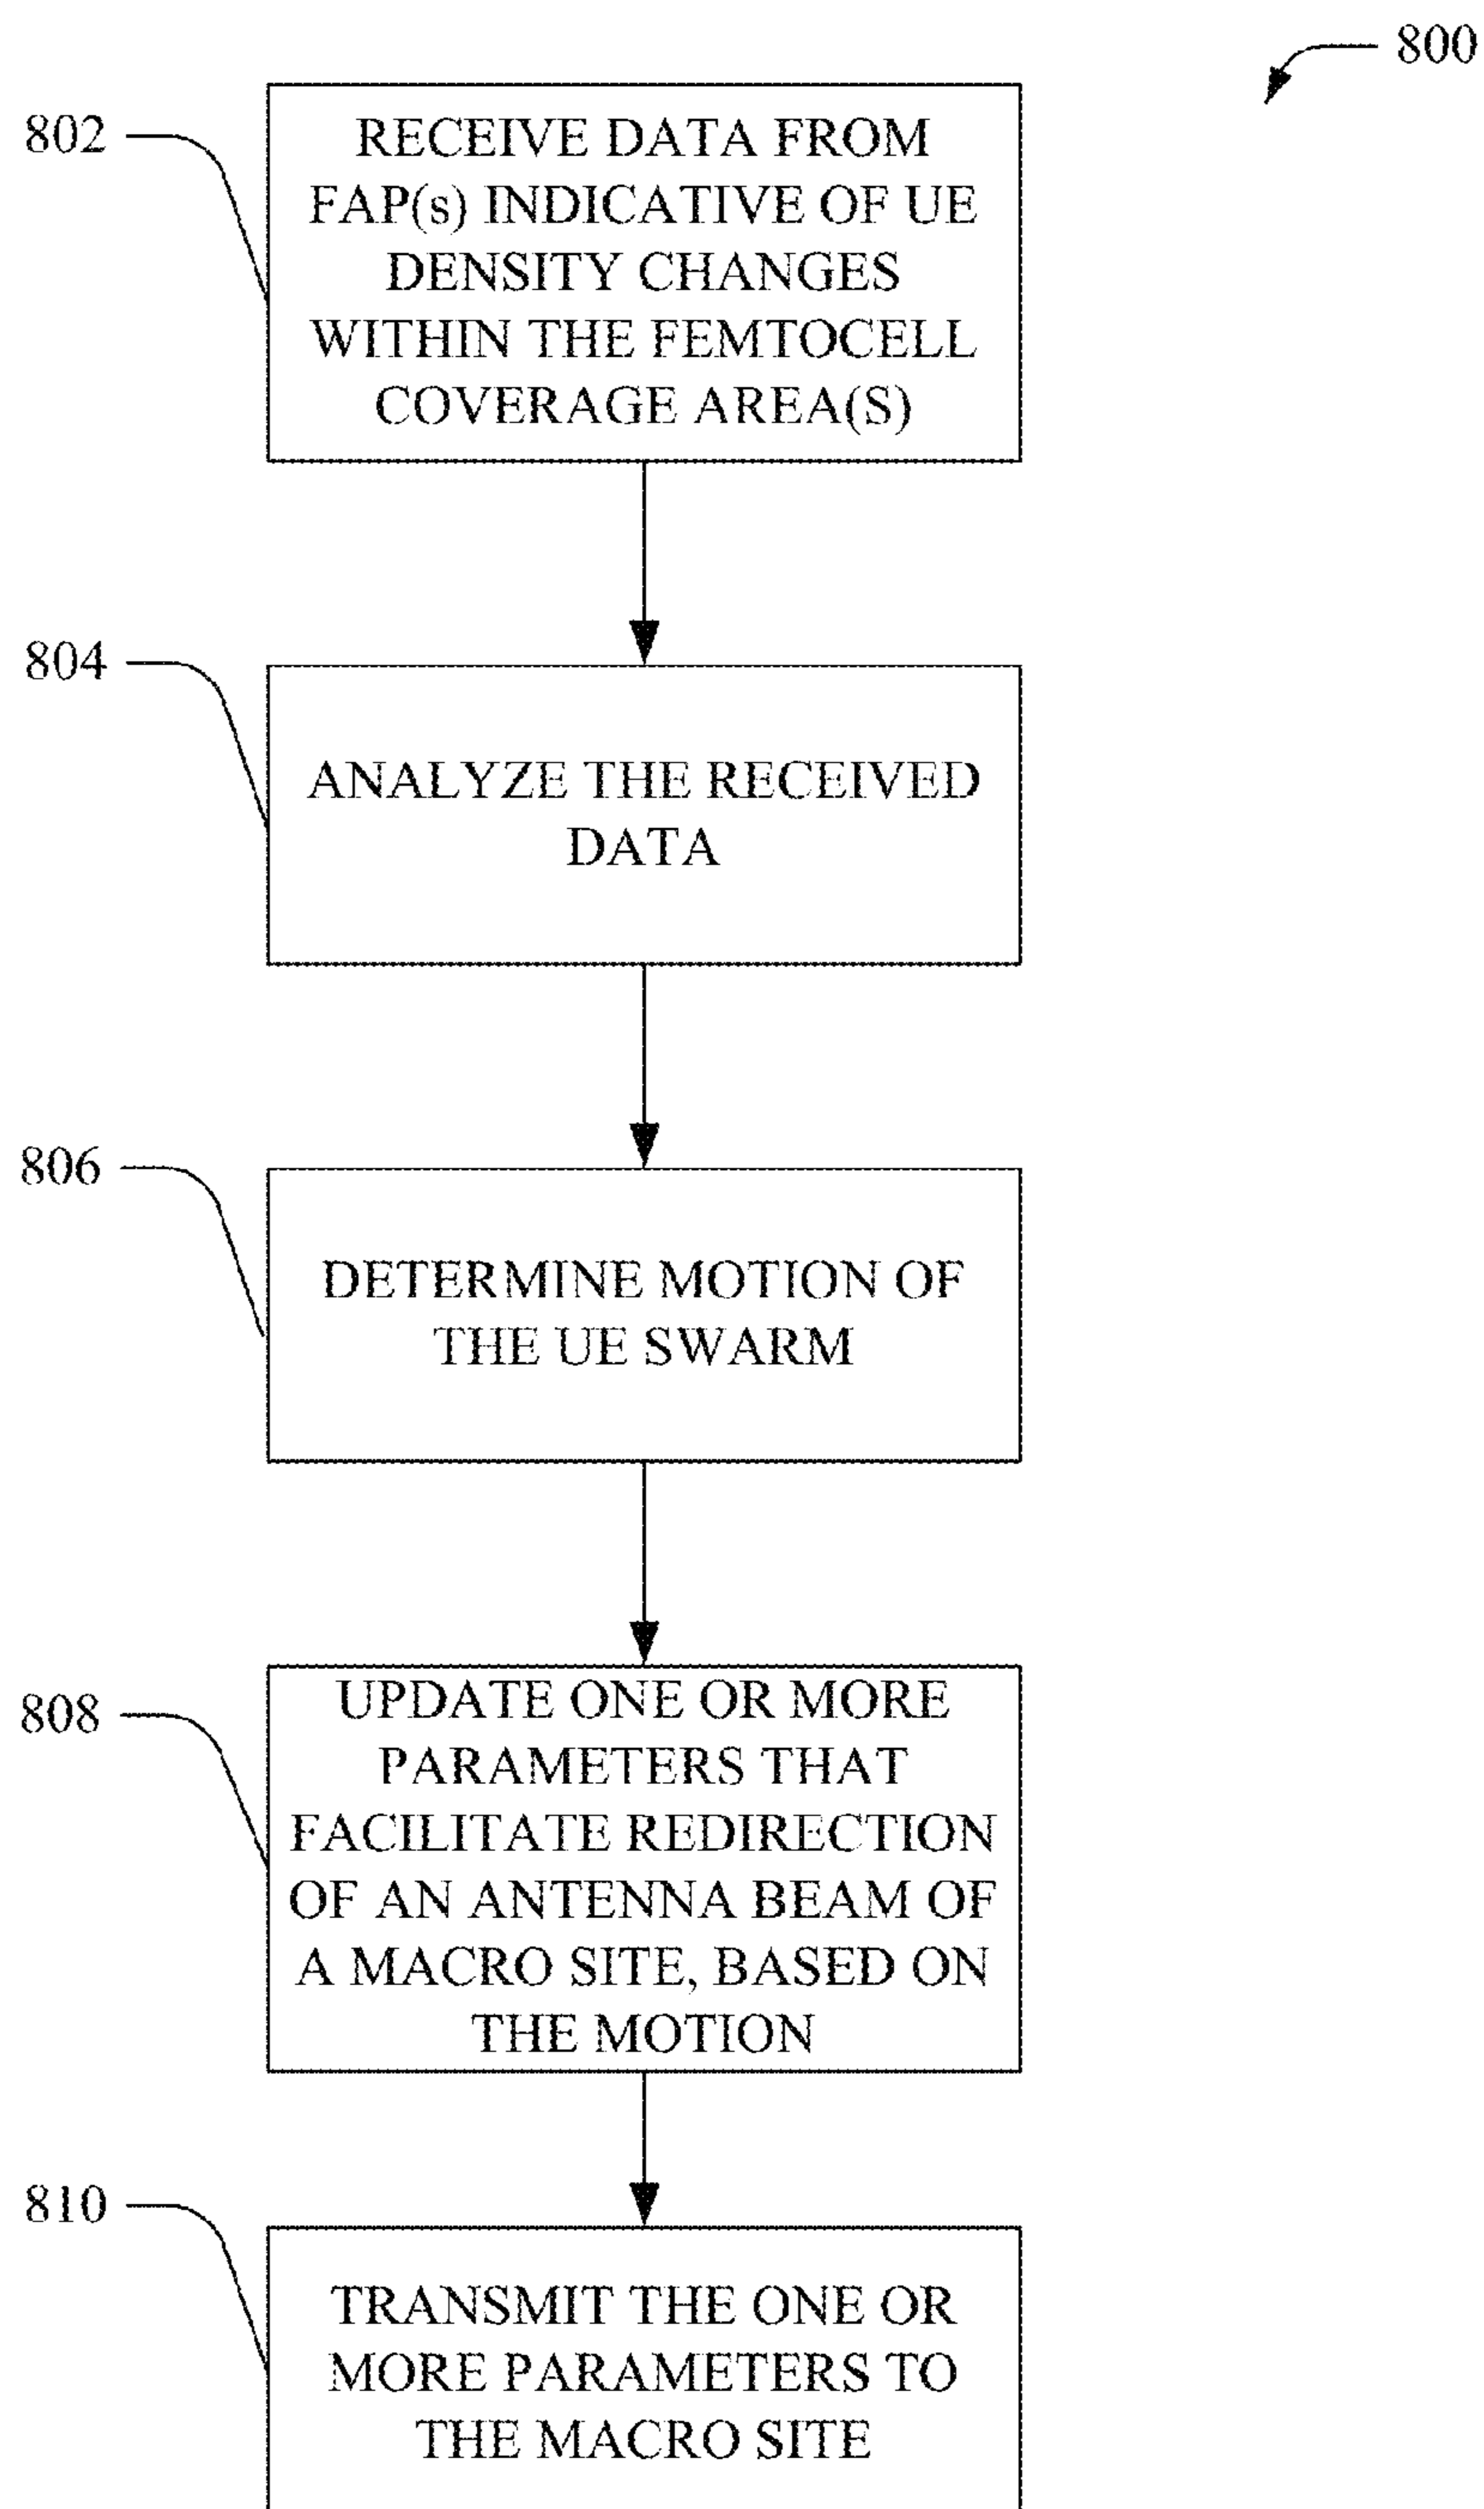 800
802
RECEIVE DATA FROM
FAP(s) INDICATIVE OF UE
DENSITY CHANGES
WITHIN THE FEMTOCELL
COVERAGE AREA(S)
804
ANALYZE THE RECEIVED
DATA
806
DETERMINE MOTION OF
THE UE SWARM
808
UPDATE ONE OR MORE
PARAMETERS THAT
FACILITATE REDIRECTION
OF AN ANTENNA BEAM OF
A MACRO SITE, BASED ON
THE MOTION
810
TRANSMIT THE ONE OR
MORE PARAMETERS TO
THE MACRO SITE